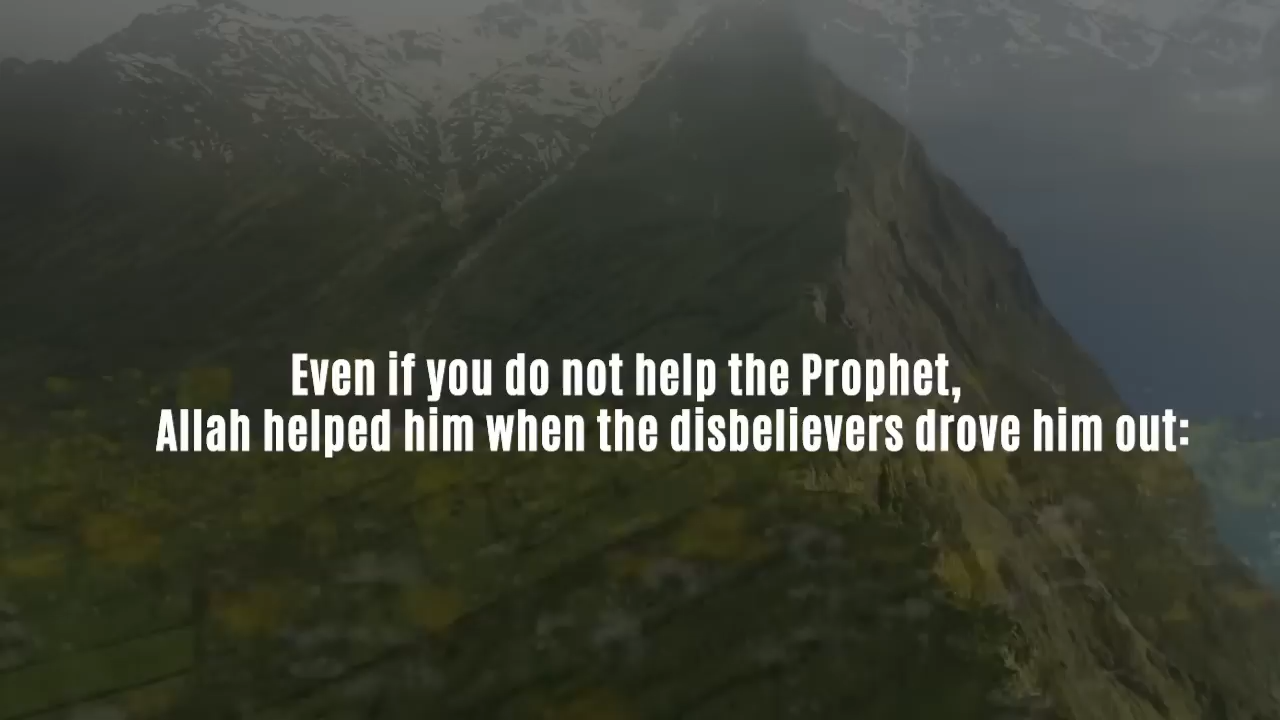 Even if you do not help the Prophet,
Allah helped him when the disbelievers drove him out: